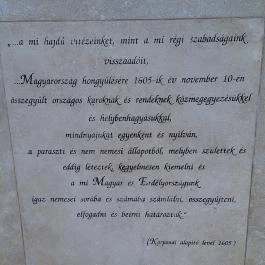 „...a mi hajdú vitézeinket, mint a mi régi szabadságaink
visszaadóit,
...Magyarország hongyűlésére 1605-ik év november 10-én
összegyűlt országos karoknak és rendeknek közmegegyezésükkel
és helybenhagyásukkal,
mindnyájukat egyenként és nyilván,
a paraszti és nem nemesi állapotból, melyben születtek és
eddig léteztek, kegyelmesen kiemelni és
a mi Magyar és Erdélyországunk
igaz nemesei sorába és számába számlálni, összegyűjteni,
elfogadni és beírni határoztuk.”
(Korponai alapító levél 1605)